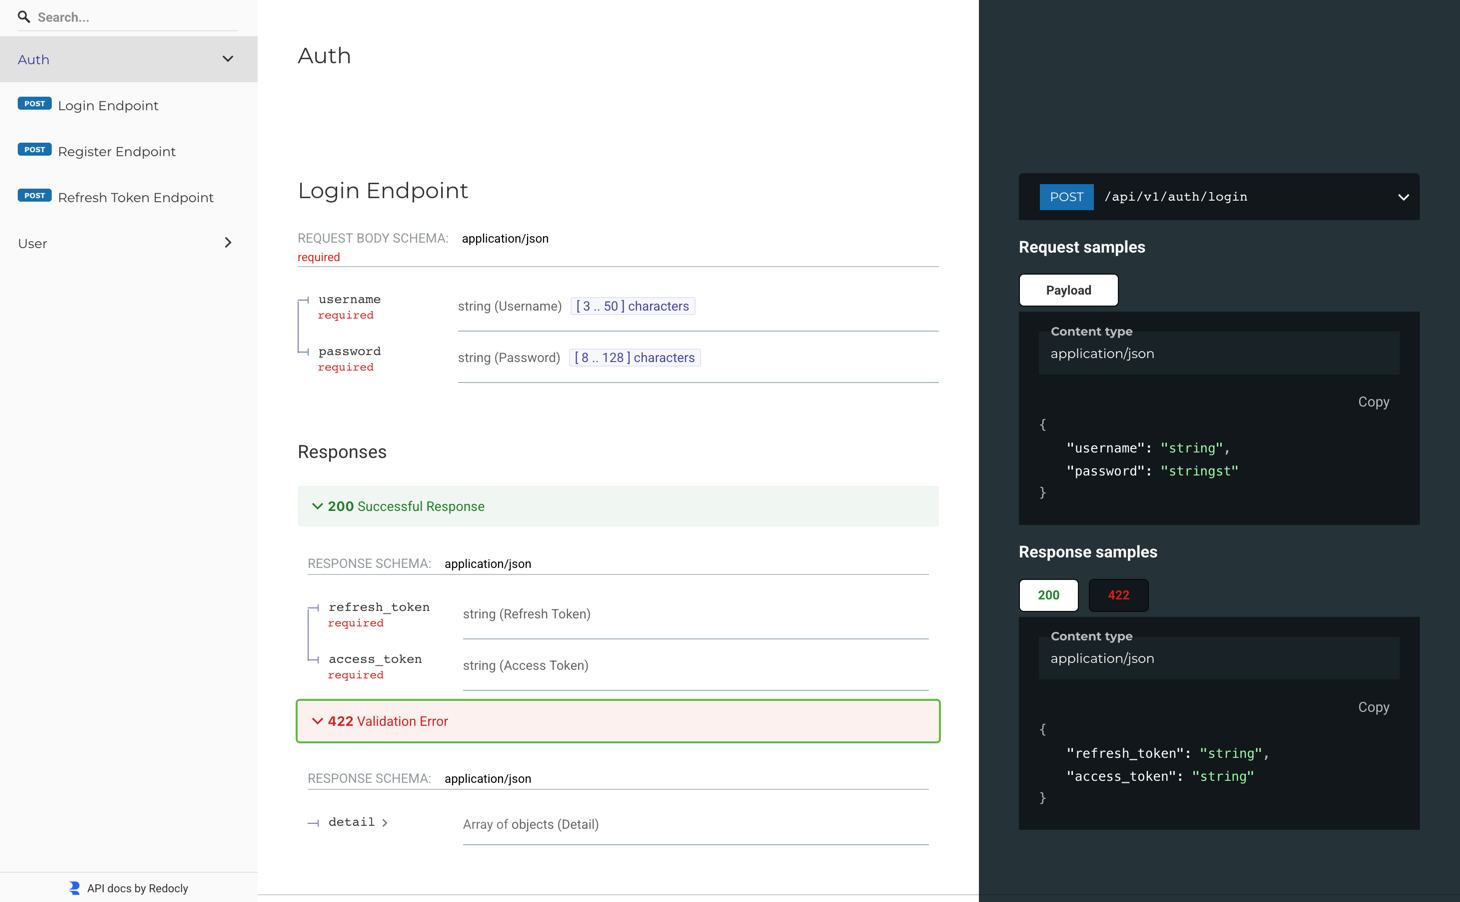 Search...
Auth
POST Login Endpoint
POST Register Endpoint
POST Refresh Token Endpoint
User
API docs by Redocly
Auth
Login Endpoint
REQUEST BODY SCHEMA: application/json
required
username
required
string (Username) [ 3 .. 50 ] characters
password
required
string (Password) [ 8 .. 128 ] characters
Responses
200 Successful Response
RESPONSE SCHEMA: application/json
refresh_token
required
string (Refresh Token)
access_token
required
string (Access Token)
422 Validation Error
RESPONSE SCHEMA: application/json
detail
Array of objects (Detail)
POST /api/v1/auth/login
Request samples
Payload
Content type
application/json
Copy
{
"username": "string",
"password": "stringst"
}
Response samples
200 422
Content type
application/json
Copy
{
"refresh_token": "string",
"access_token": "string"
}